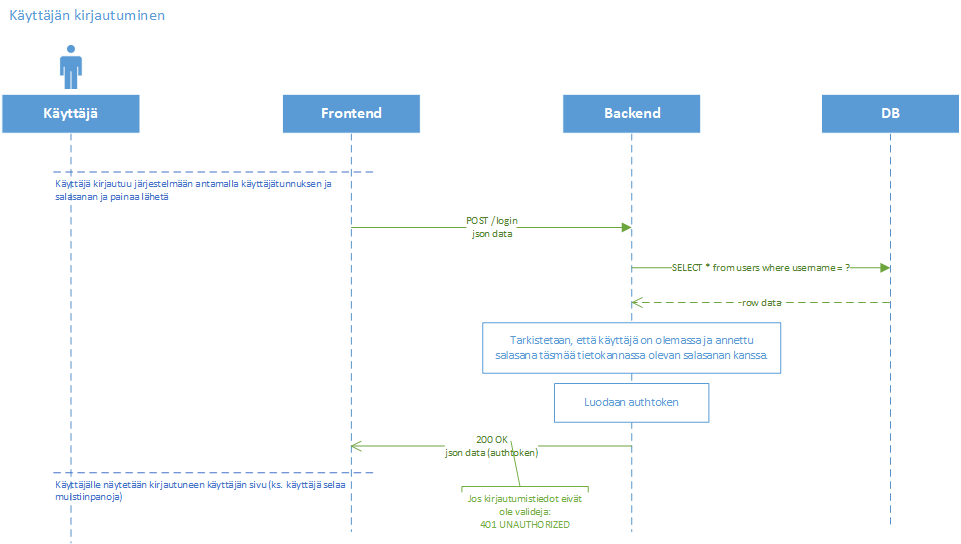 Käyttäjän kirjautuminen
Käyttäjä
Frontend
Backend
DB
Käyttäjä kirjautuu järjestelmään antamalla käyttäjätunnuksen ja
salasanan ja painaa lähetä
POST /login
json data
SELECT * from users where username = ?
row data
Tarkistetaan, että käyttäjä on olemassa ja annettu
salasana täsmää tietokannassa olevan salasanan kanssa.
Luodaan authtoken
200 OK
json data (authtoken)
Käyttäjälle näytetään kirjautuneen käyttäjän sivu (ks. käyttäjä selaa
muistiinpanoja)
Jos kirjautumistiedot eivät
ole valideja:
401 UNAUTHORIZED